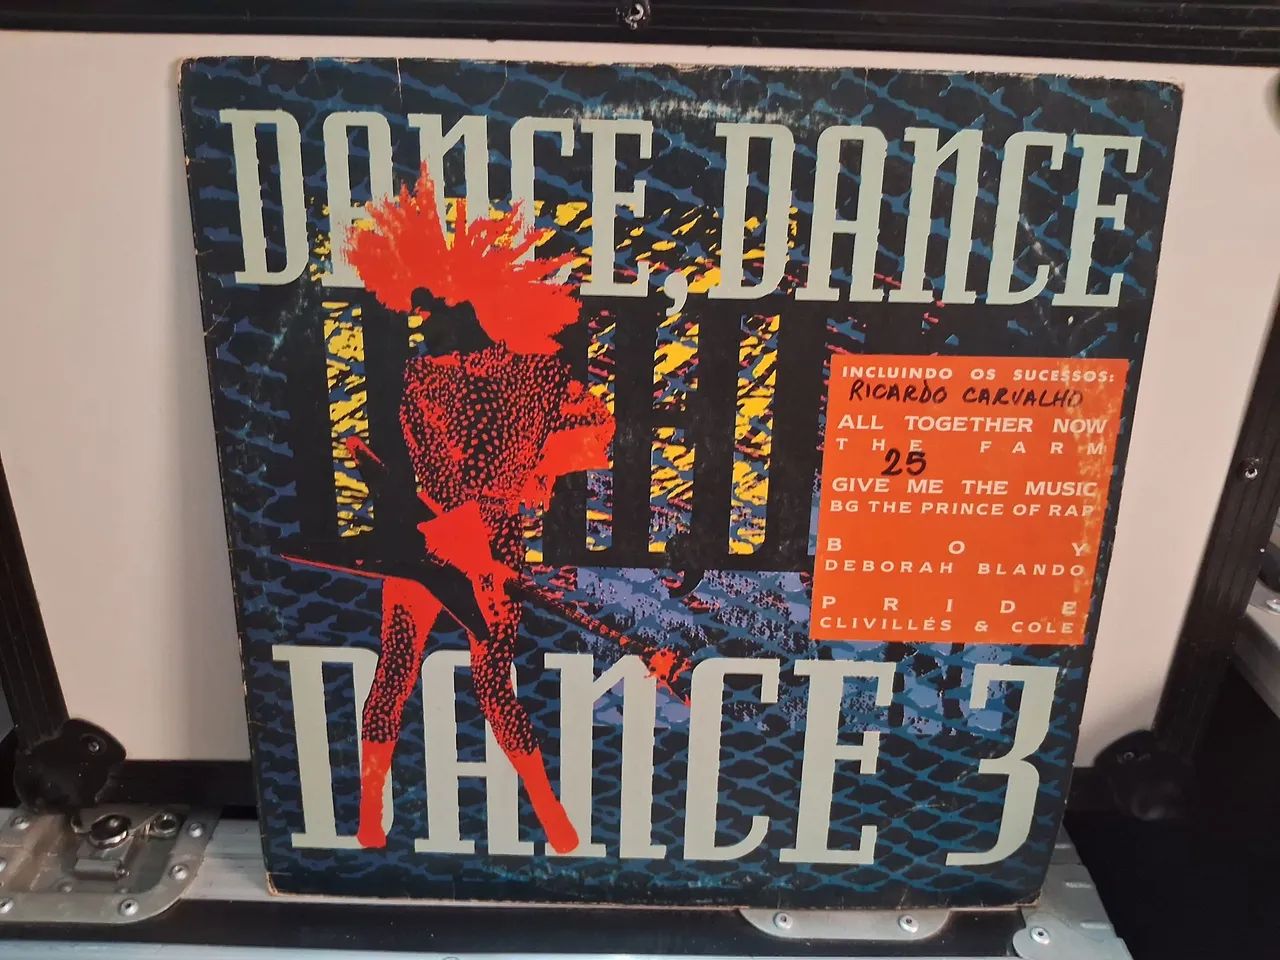 DANCE, DANCE
INCLUINDO OS SUCESSOS:
RICARDO CARVALHO
ALL TOGETHER NOW
THE FARM
25
GIVE ME THE MUSIC
BG THE PRINCE OF RAP
BOY
DEBORAH BLANDO
PRIDE
CLIVILLÉS & COLE
DANCE 3